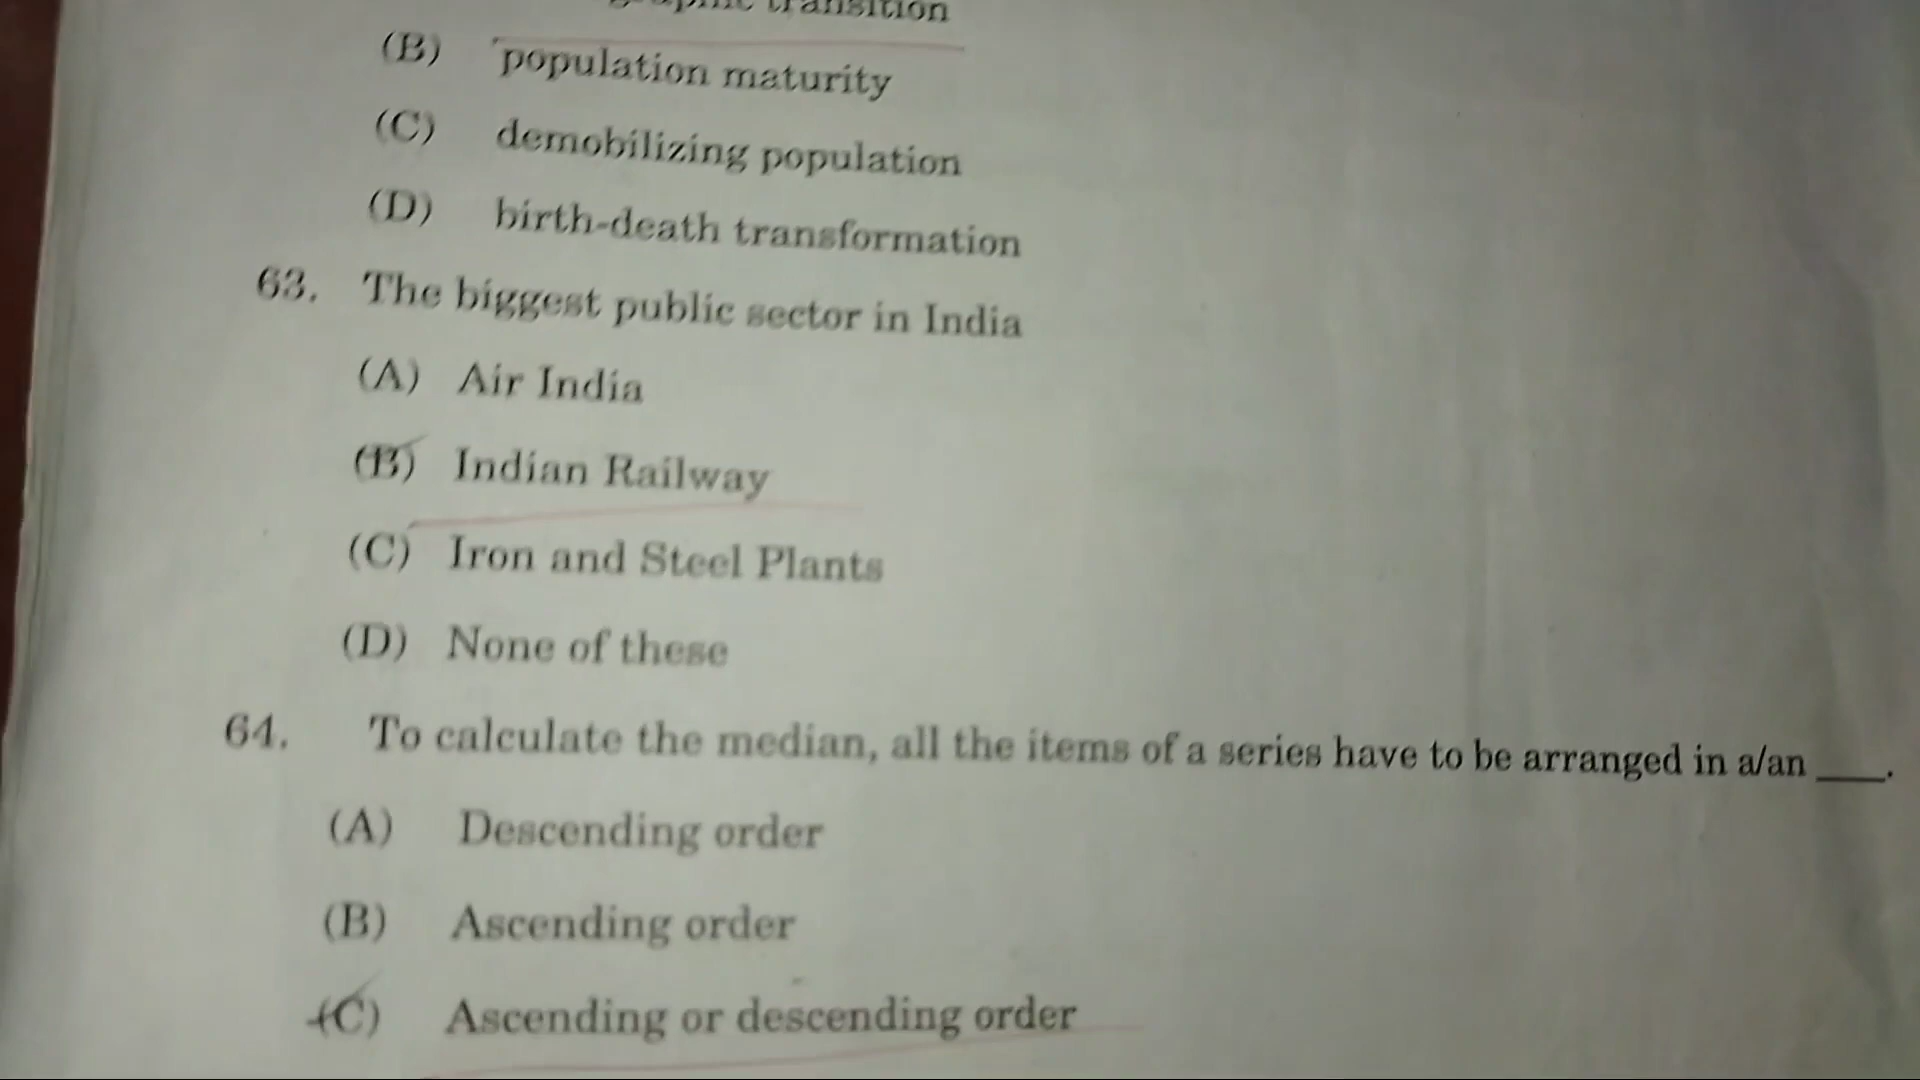 transition
(B) population maturity
(C) demobilizing population
(D) birth-death transformation
63. The biggest public sector in India
(A) Air India
(B) Indian Railway
(C) Iron and Steel Plants
(D) None of these
64. To calculate the median, all the items of a series have to be arranged in a/an ____.
(A) Descending order
(B) Ascending order
(C) Ascending or descending order